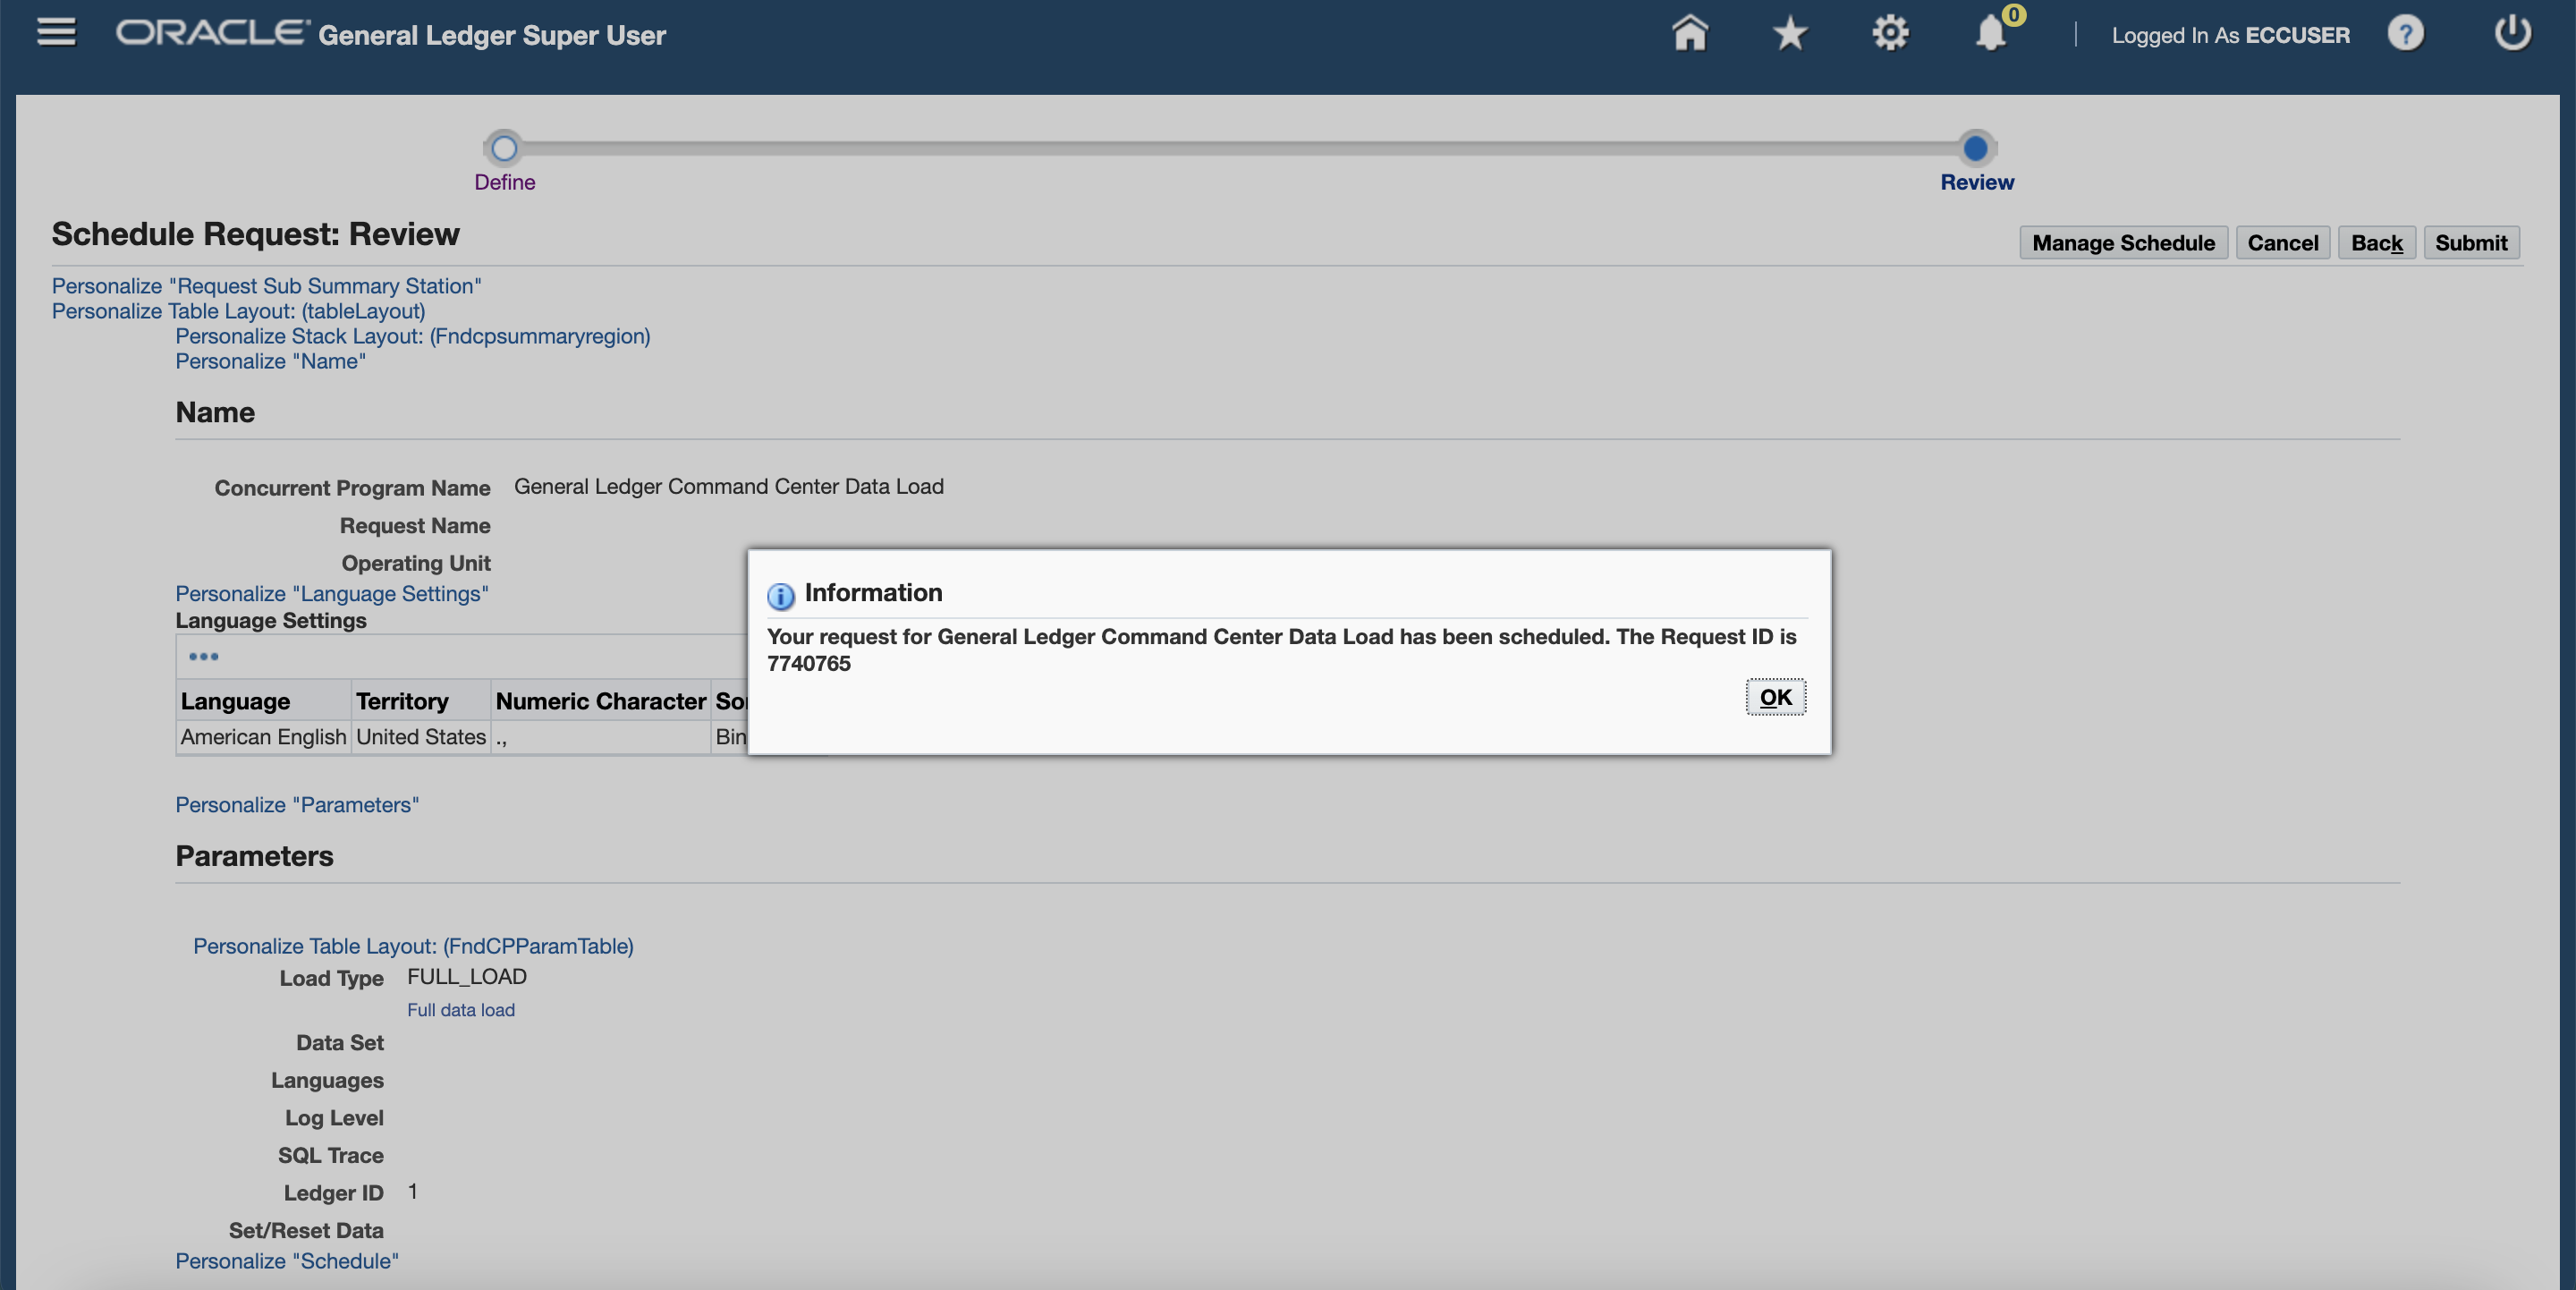 ORACLE General Ledger Super User
0
Logged In As ECCUSER
?
Define
Review
Schedule Request: Review
Manage Schedule
Cancel
Back
Submit
Personalize "Request Sub Summary Station"
Personalize Table Layout: (tableLayout)
Personalize Stack Layout: (Fndcpsummaryregion)
Personalize "Name"
Name
Concurrent Program Name General Ledger Command Center Data Load
Request Name
Operating Unit
Personalize "Language Settings"
Language Settings
Language Territory Numeric Character
American English United States .,
Information
Your request for General Ledger Command Center Data Load has been scheduled. The Request ID is
7740765
OK
Personalize "Parameters"
Parameters
Personalize Table Layout: (FndCPParamTable)
Load Type FULL_LOAD
Full data load
Data Set
Languages
Log Level
SQL Trace
Ledger ID 1
Set/Reset Data
Personalize "Schedule"